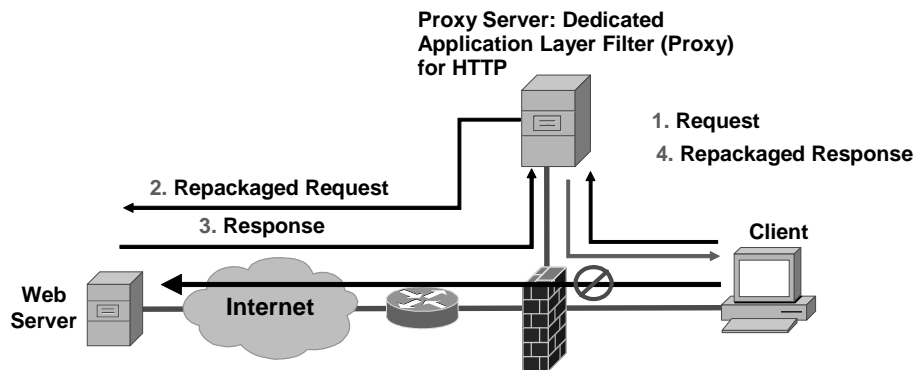 Proxy Server: Dedicated
Application Layer Filter (Proxy)
for HTTP
1. Request
4. Repackaged Response
2. Repackaged Request
3. Response
Client
Web
Server
Internet